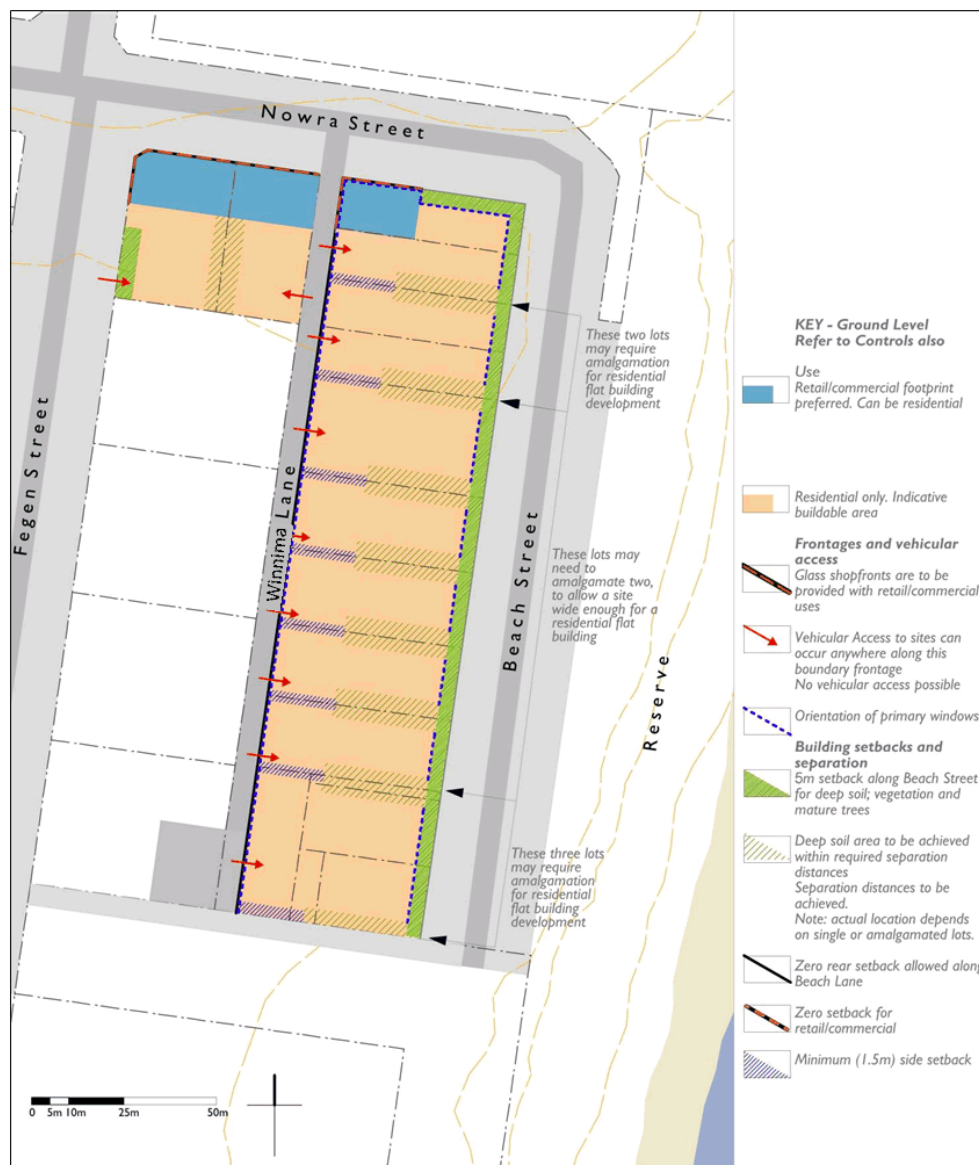 Nowra Street
Fegen Street
Winnima Lane
Beach Street
Reserve
These two lots
may require
amalgamation
for residential
flat building
development
These lots may
need to
amalgamate two,
to allow a site
wide enough for a
residential flat
building
These three lots
may require
amalgamation
for residential
flat building
development
0 5m 10m 25m 50m
KEY - Ground Level
Refer to Controls also
Use
Retail/commercial footprint
preferred. Can be residential
Residential only. Indicative
buildable area
Frontages and vehicular
access
Glass shopfronts are to be
provided with retail/commercial
uses
Vehicular Access to sites can
occur anywhere along this
boundary frontage
No vehicular access possible
Orientation of primary windows
Building setbacks and
separation
5m setback along Beach Street
for deep soil; vegetation and
mature trees
Deep soil area to be achieved
within required separation
distances
Separation distances to be
achieved.
Note: actual location depends
on single or amalgamated lots.
Zero rear setback allowed along
Beach Lane
Zero setback for
retail/commercial
Minimum (1.5m) side setback